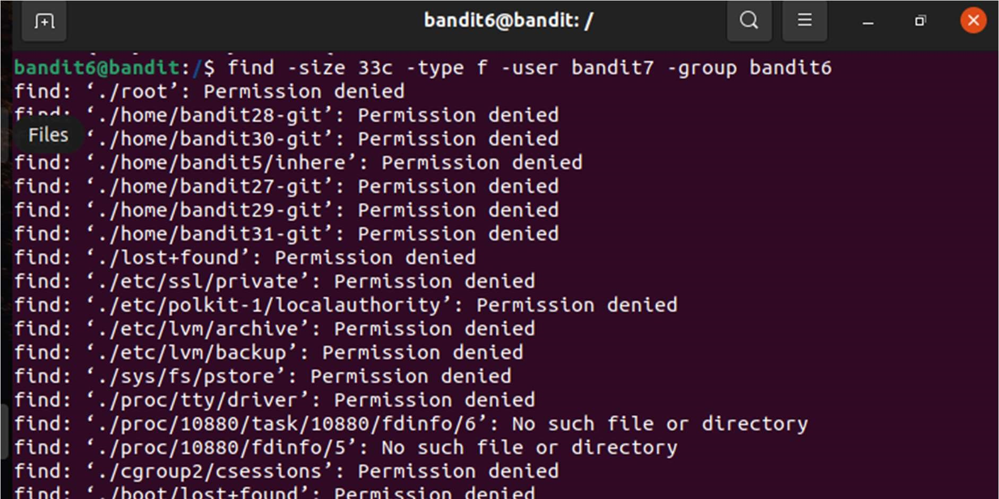 bandit6@bandit: /
bandit6@bandit:/$ find -size 33c -type f -user bandit7 -group bandit6
find: ‘./root’: Permission denied
find: ‘./home/bandit28-git’: Permission denied
Files ‘./home/bandit30-git’: Permission denied
find: ‘./home/bandit5/inhere’: Permission denied
find: ‘./home/bandit27-git’: Permission denied
find: ‘./home/bandit29-git’: Permission denied
find: ‘./home/bandit31-git’: Permission denied
find: ‘./lost+found’: Permission denied
find: ‘./etc/ssl/private’: Permission denied
find: ‘./etc/polkit-1/localauthority’: Permission denied
find: ‘./etc/lvm/archive’: Permission denied
find: ‘./etc/lvm/backup’: Permission denied
find: ‘./sys/fs/pstore’: Permission denied
find: ‘./proc/tty/driver’: Permission denied
find: ‘./proc/10880/task/10880/fdinfo/6’: No such file or directory
find: ‘./proc/10880/fdinfo/5’: No such file or directory
find: ‘./cgroup2/csessions’: Permission denied
find: ‘./boot/lost+found’: Permission denied